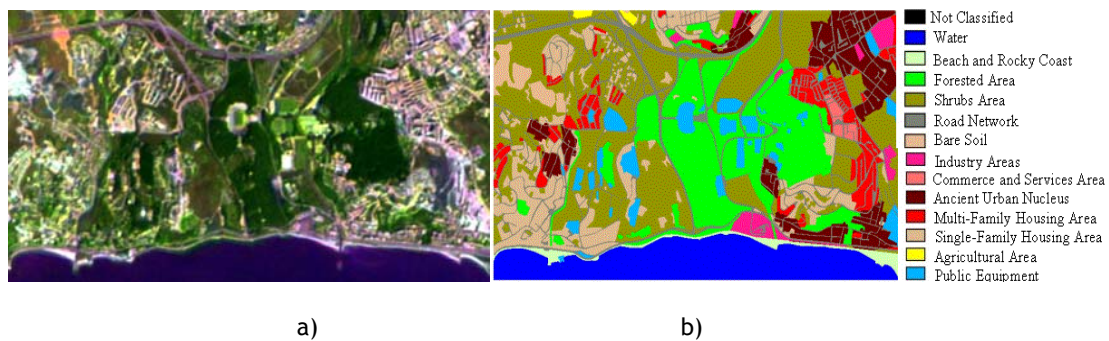 Not Classified
Water
Beach and Rocky Coast
Forested Area
Shrubs Area
Road Network
Bare Soil
Industry Areas
Commerce and Services Area
Ancient Urban Nucleus
Multi-Family Housing Area
Single-Family Housing Area
Agricultural Area
Public Equipment
a) b)